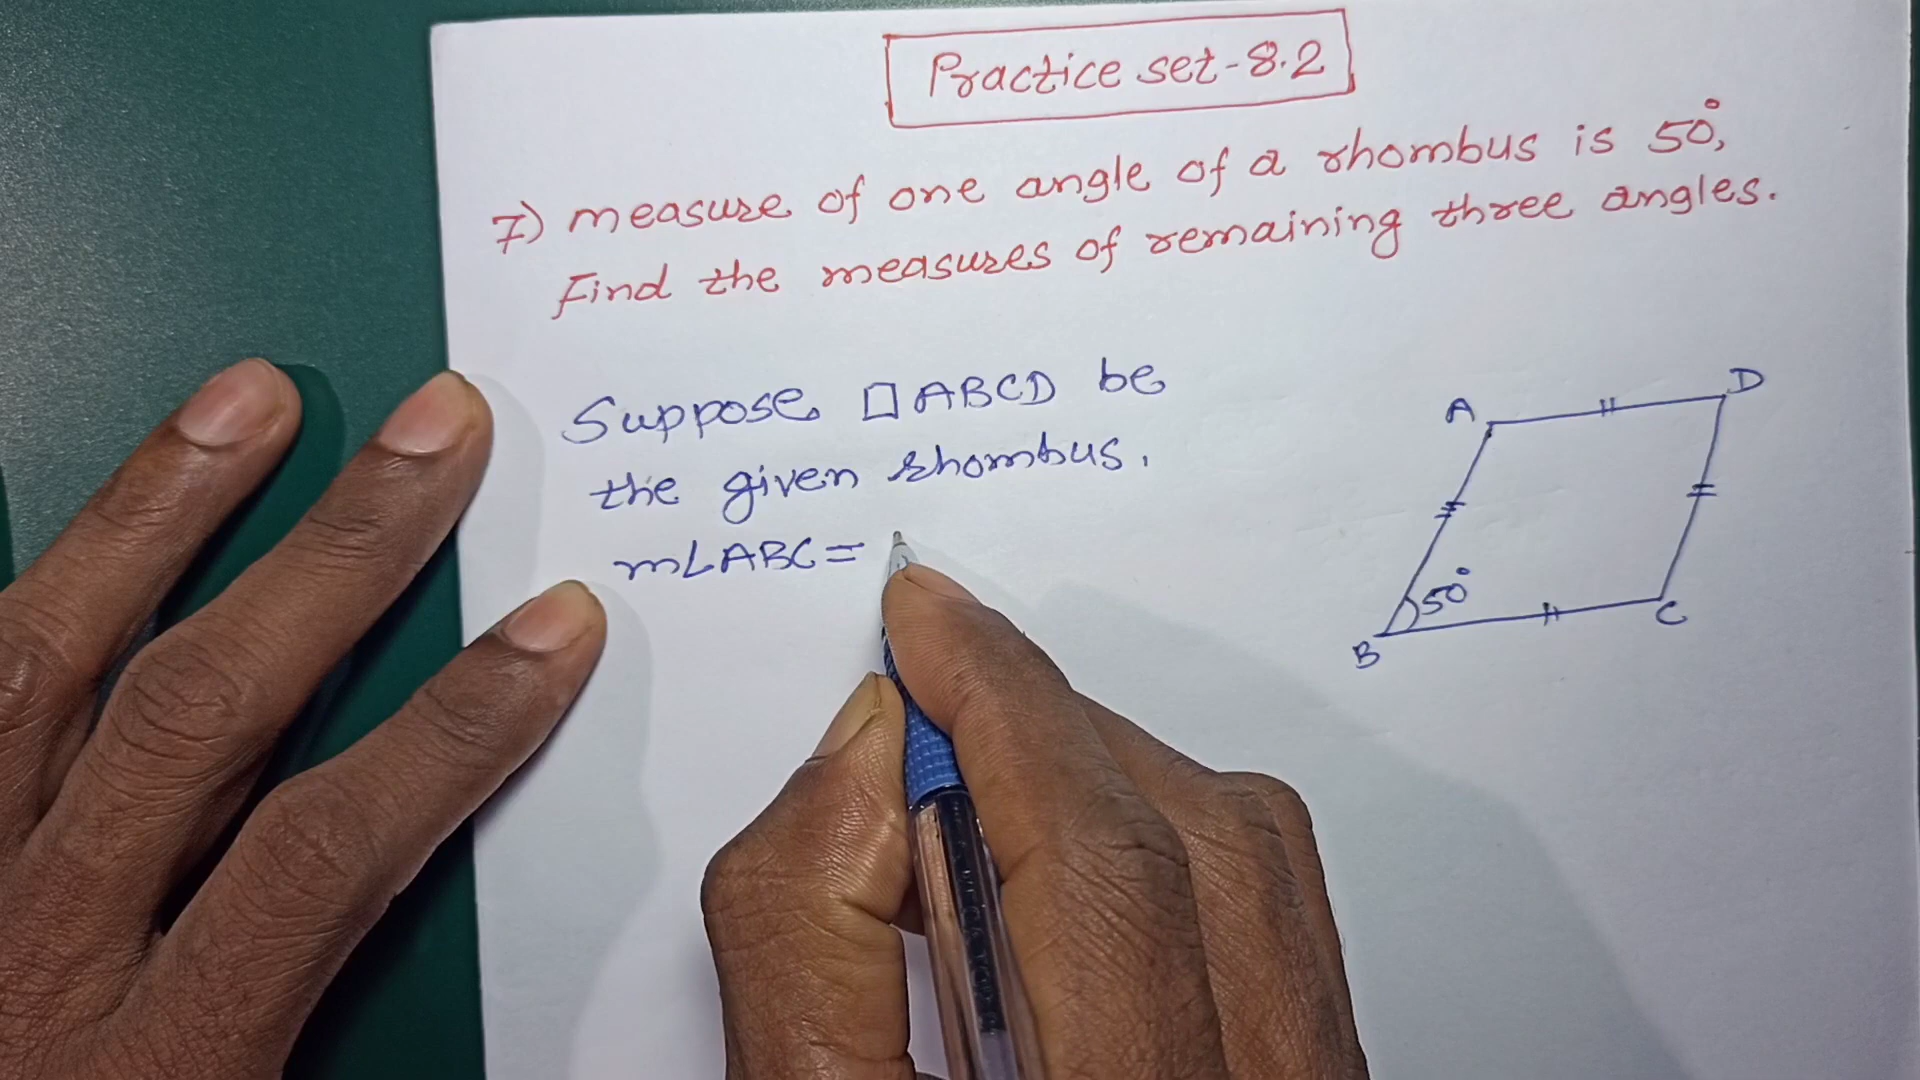 Practice set-8.2
7) measure of one angle of a rhombus is 50°,
Find the measures of remaining three angles.
Suppose □ABCD be
the given rhombus.
m∠ABC=
A
D
50°
B
C